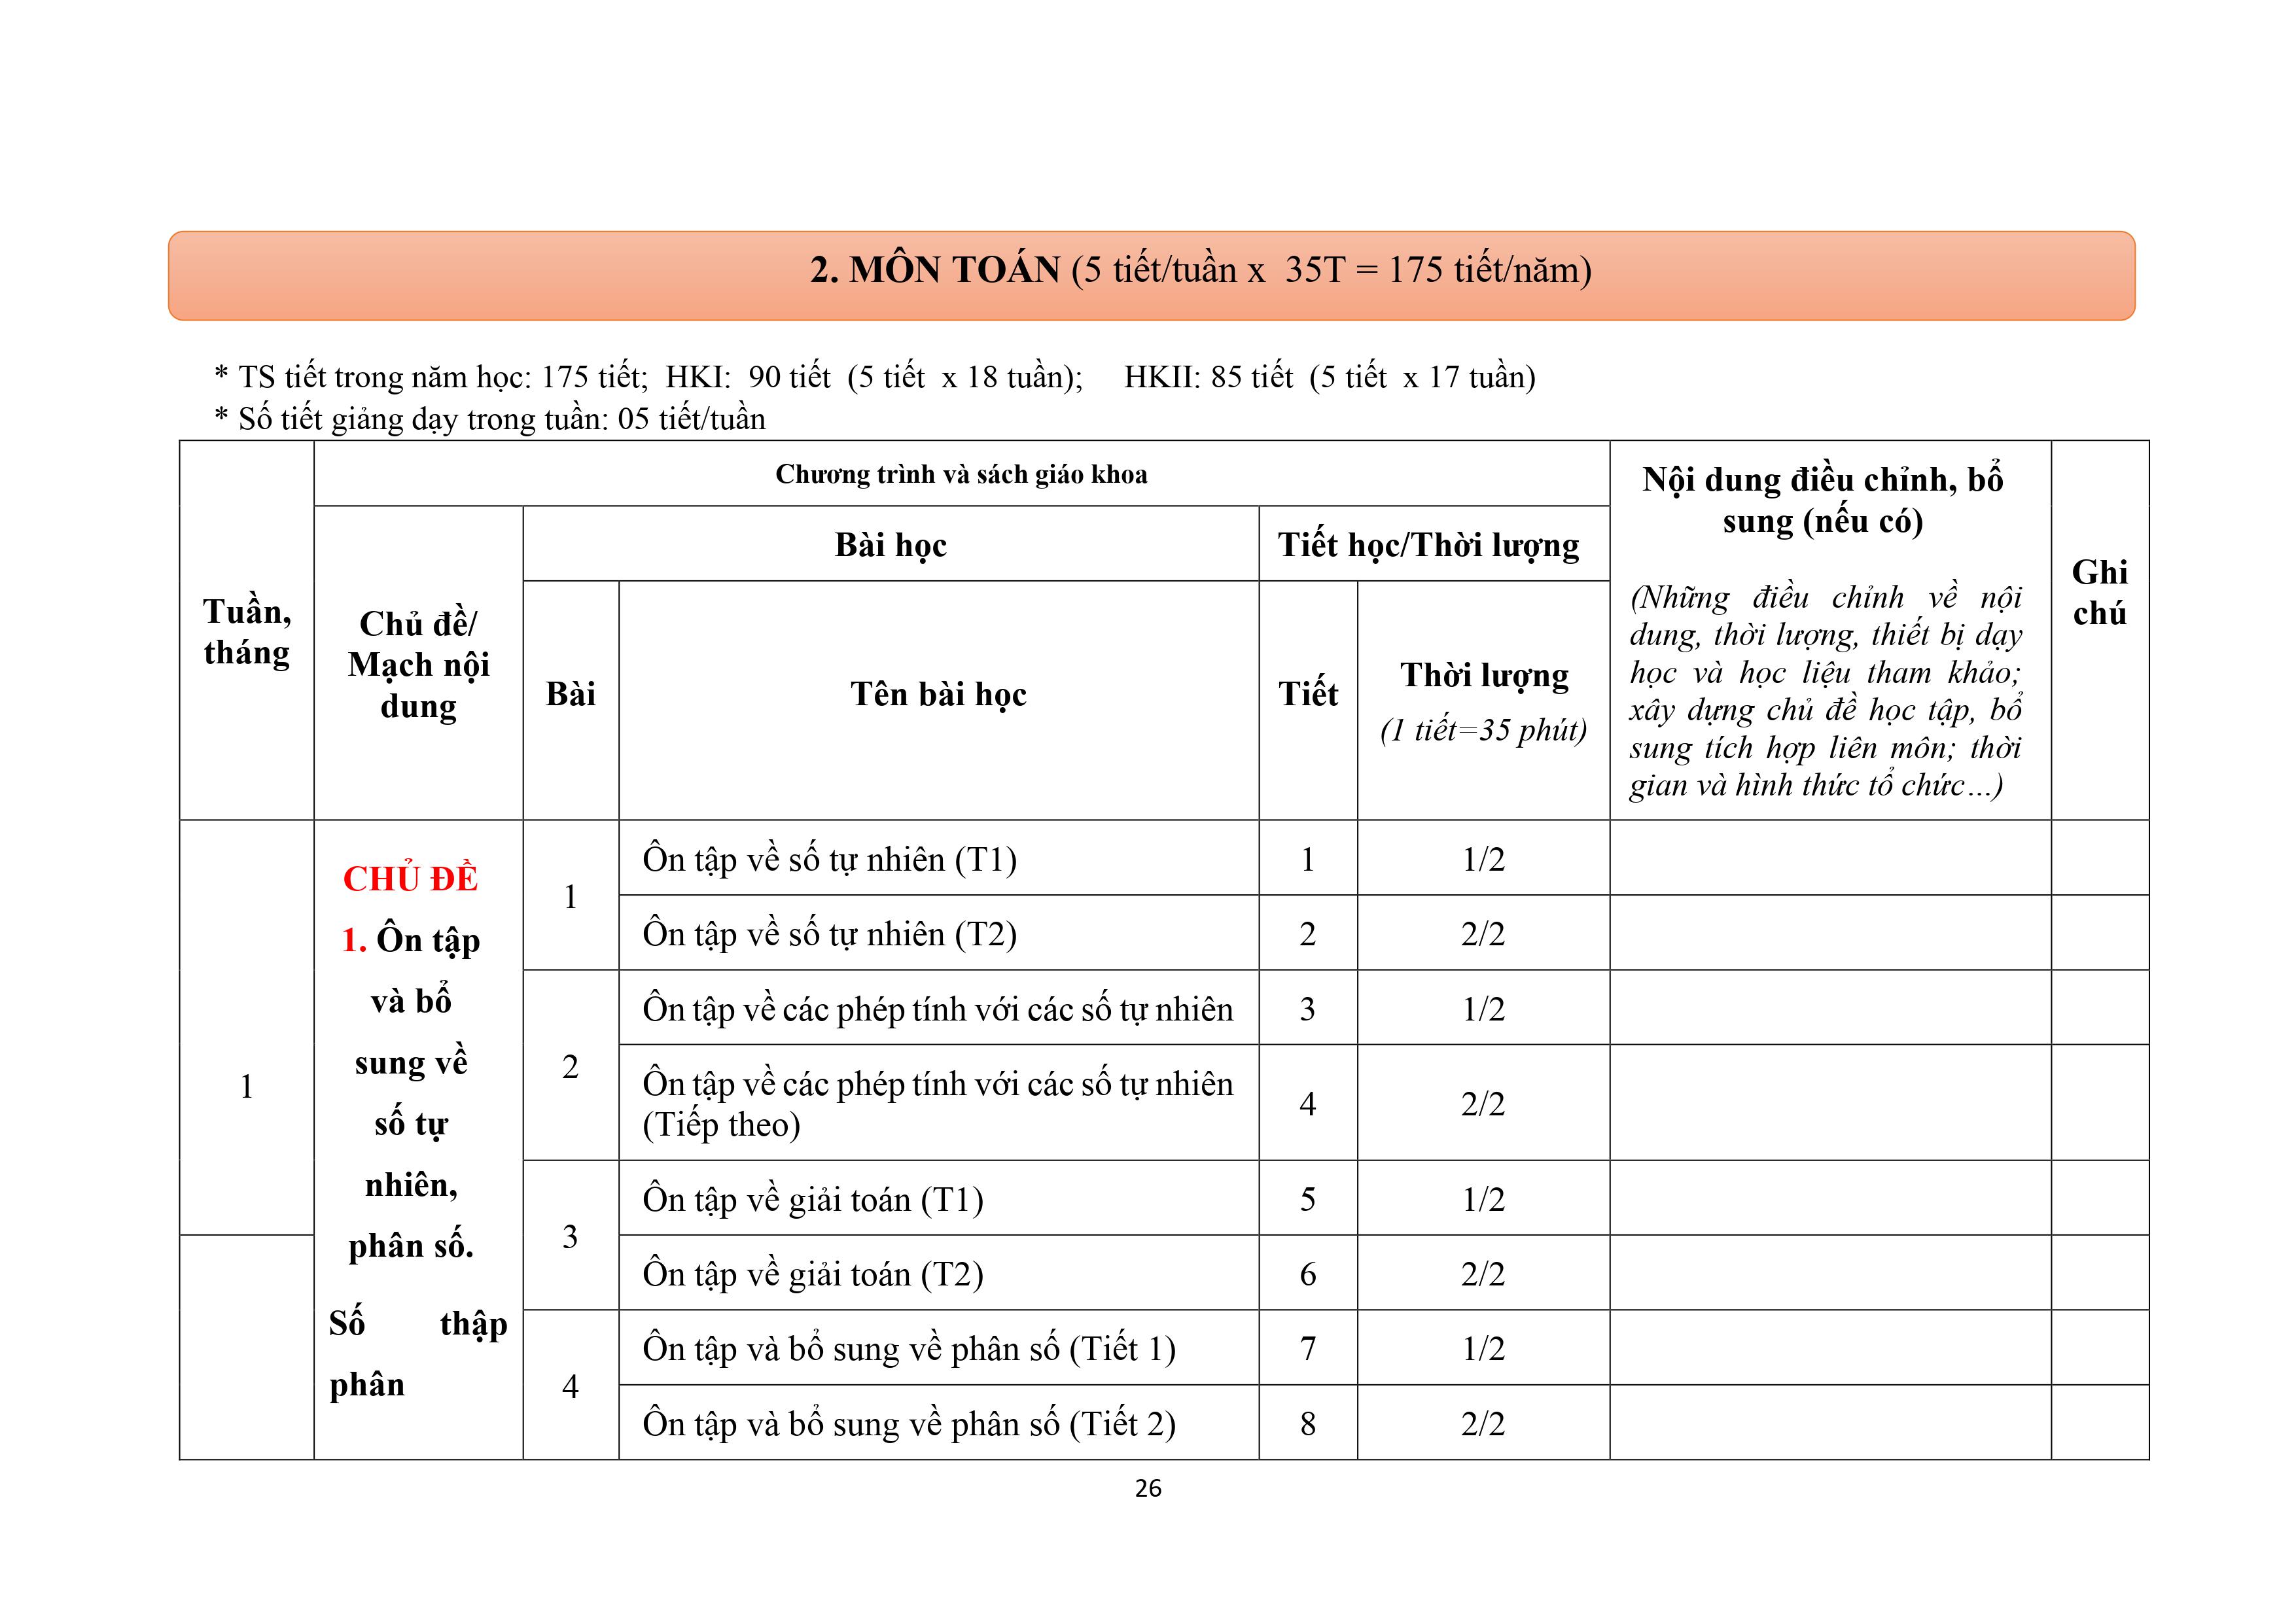 2. MÔN TOÁN (5 tiết/tuần x 35T = 175 tiết/năm)
* TS tiết trong năm học: 175 tiết; HKI: 90 tiết (5 tiết x 18 tuần); HKII: 85 tiết (5 tiết x 17 tuần)
* Số tiết giảng dạy trong tuần: 05 tiết/tuần
Tuần,
tháng
Chương trình và sách giáo khoa
Nội dung điều chỉnh, bổ
sung (nếu có)
(Những điều chỉnh về nội
dung, thời lượng, thiết bị dạy
học và học liệu tham khảo;
xây dựng chủ đề học tập, bổ
sung tích hợp liên môn; thời
gian và hình thức tổ chức…)
Ghi
chú
Chủ đề/
Mạch nội
dung
Bài học
Tiết học/Thời lượng
Bài
Tên bài học
Tiết
Thời lượng
(1 tiết=35 phút)
1
CHỦ ĐỀ
1. Ôn tập
và bổ
sung về
số tự
nhiên,
phân số.
Số thập
phân
1
Ôn tập về số tự nhiên (T1)
1
1/2
Ôn tập về số tự nhiên (T2)
2
2/2
2
Ôn tập về các phép tính với các số tự nhiên
3
1/2
Ôn tập về các phép tính với các số tự nhiên
(Tiếp theo)
4
2/2
3
Ôn tập về giải toán (T1)
5
1/2
Ôn tập về giải toán (T2)
6
2/2
4
Ôn tập và bổ sung về phân số (Tiết 1)
7
1/2
Ôn tập và bổ sung về phân số (Tiết 2)
8
2/2
26